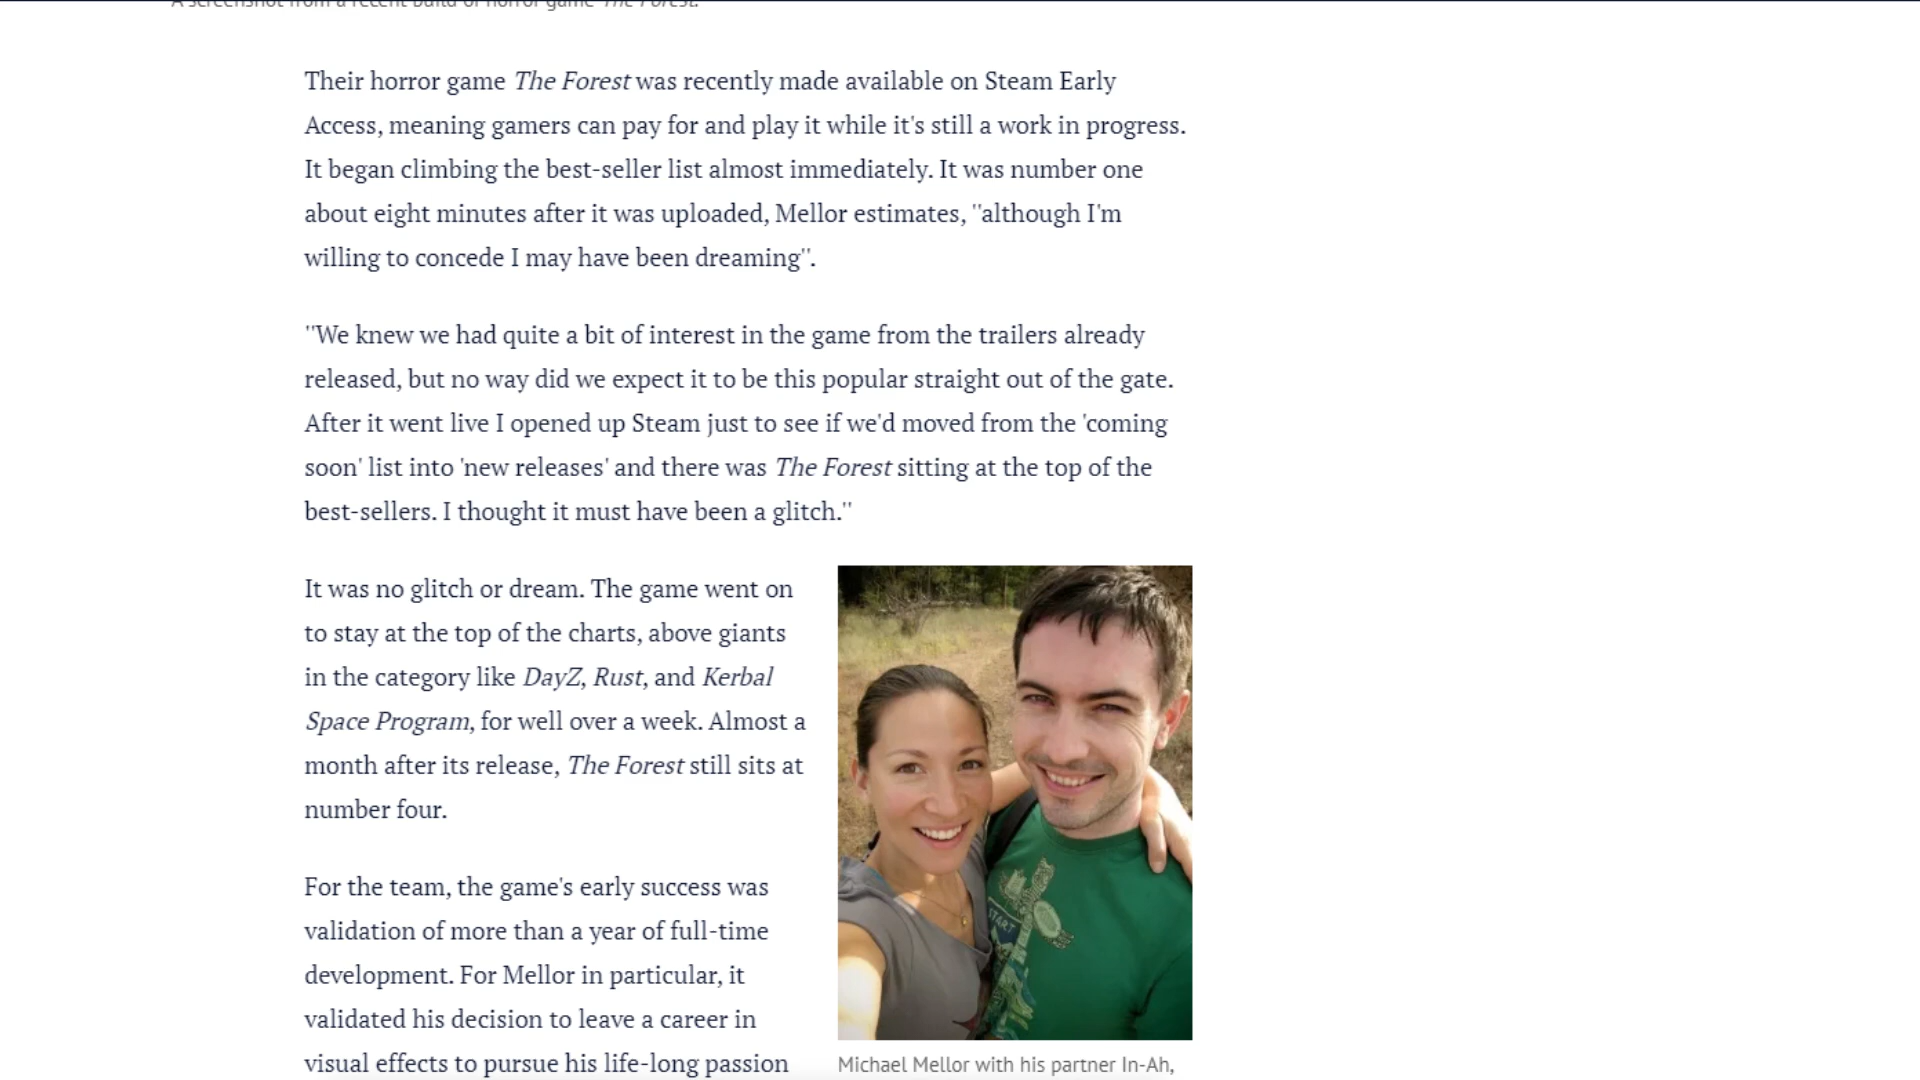 A screenshot from a recent build of horror game The Forest.
Their horror game The Forest was recently made available on Steam Early
Access, meaning gamers can pay for and play it while it's still a work in progress.
It began climbing the best-seller list almost immediately. It was number one
about eight minutes after it was uploaded, Mellor estimates, "although I'm
willing to concede I may have been dreaming".
"We knew we had quite a bit of interest in the game from the trailers already
released, but no way did we expect it to be this popular straight out of the gate.
After it went live I opened up Steam just to see if we'd moved from the 'coming
soon' list into 'new releases' and there was The Forest sitting at the top of the
best-sellers. I thought it must have been a glitch."
It was no glitch or dream. The game went on
to stay at the top of the charts, above giants
in the category like DayZ, Rust, and Kerbal
Space Program, for well over a week. Almost a
month after its release, The Forest still sits at
number four.
For the team, the game's early success was
validation of more than a year of full-time
development. For Mellor in particular, it
validated his decision to leave a career in
visual effects to pursue his life-long passion
START
Michael Mellor with his partner In-Ah,